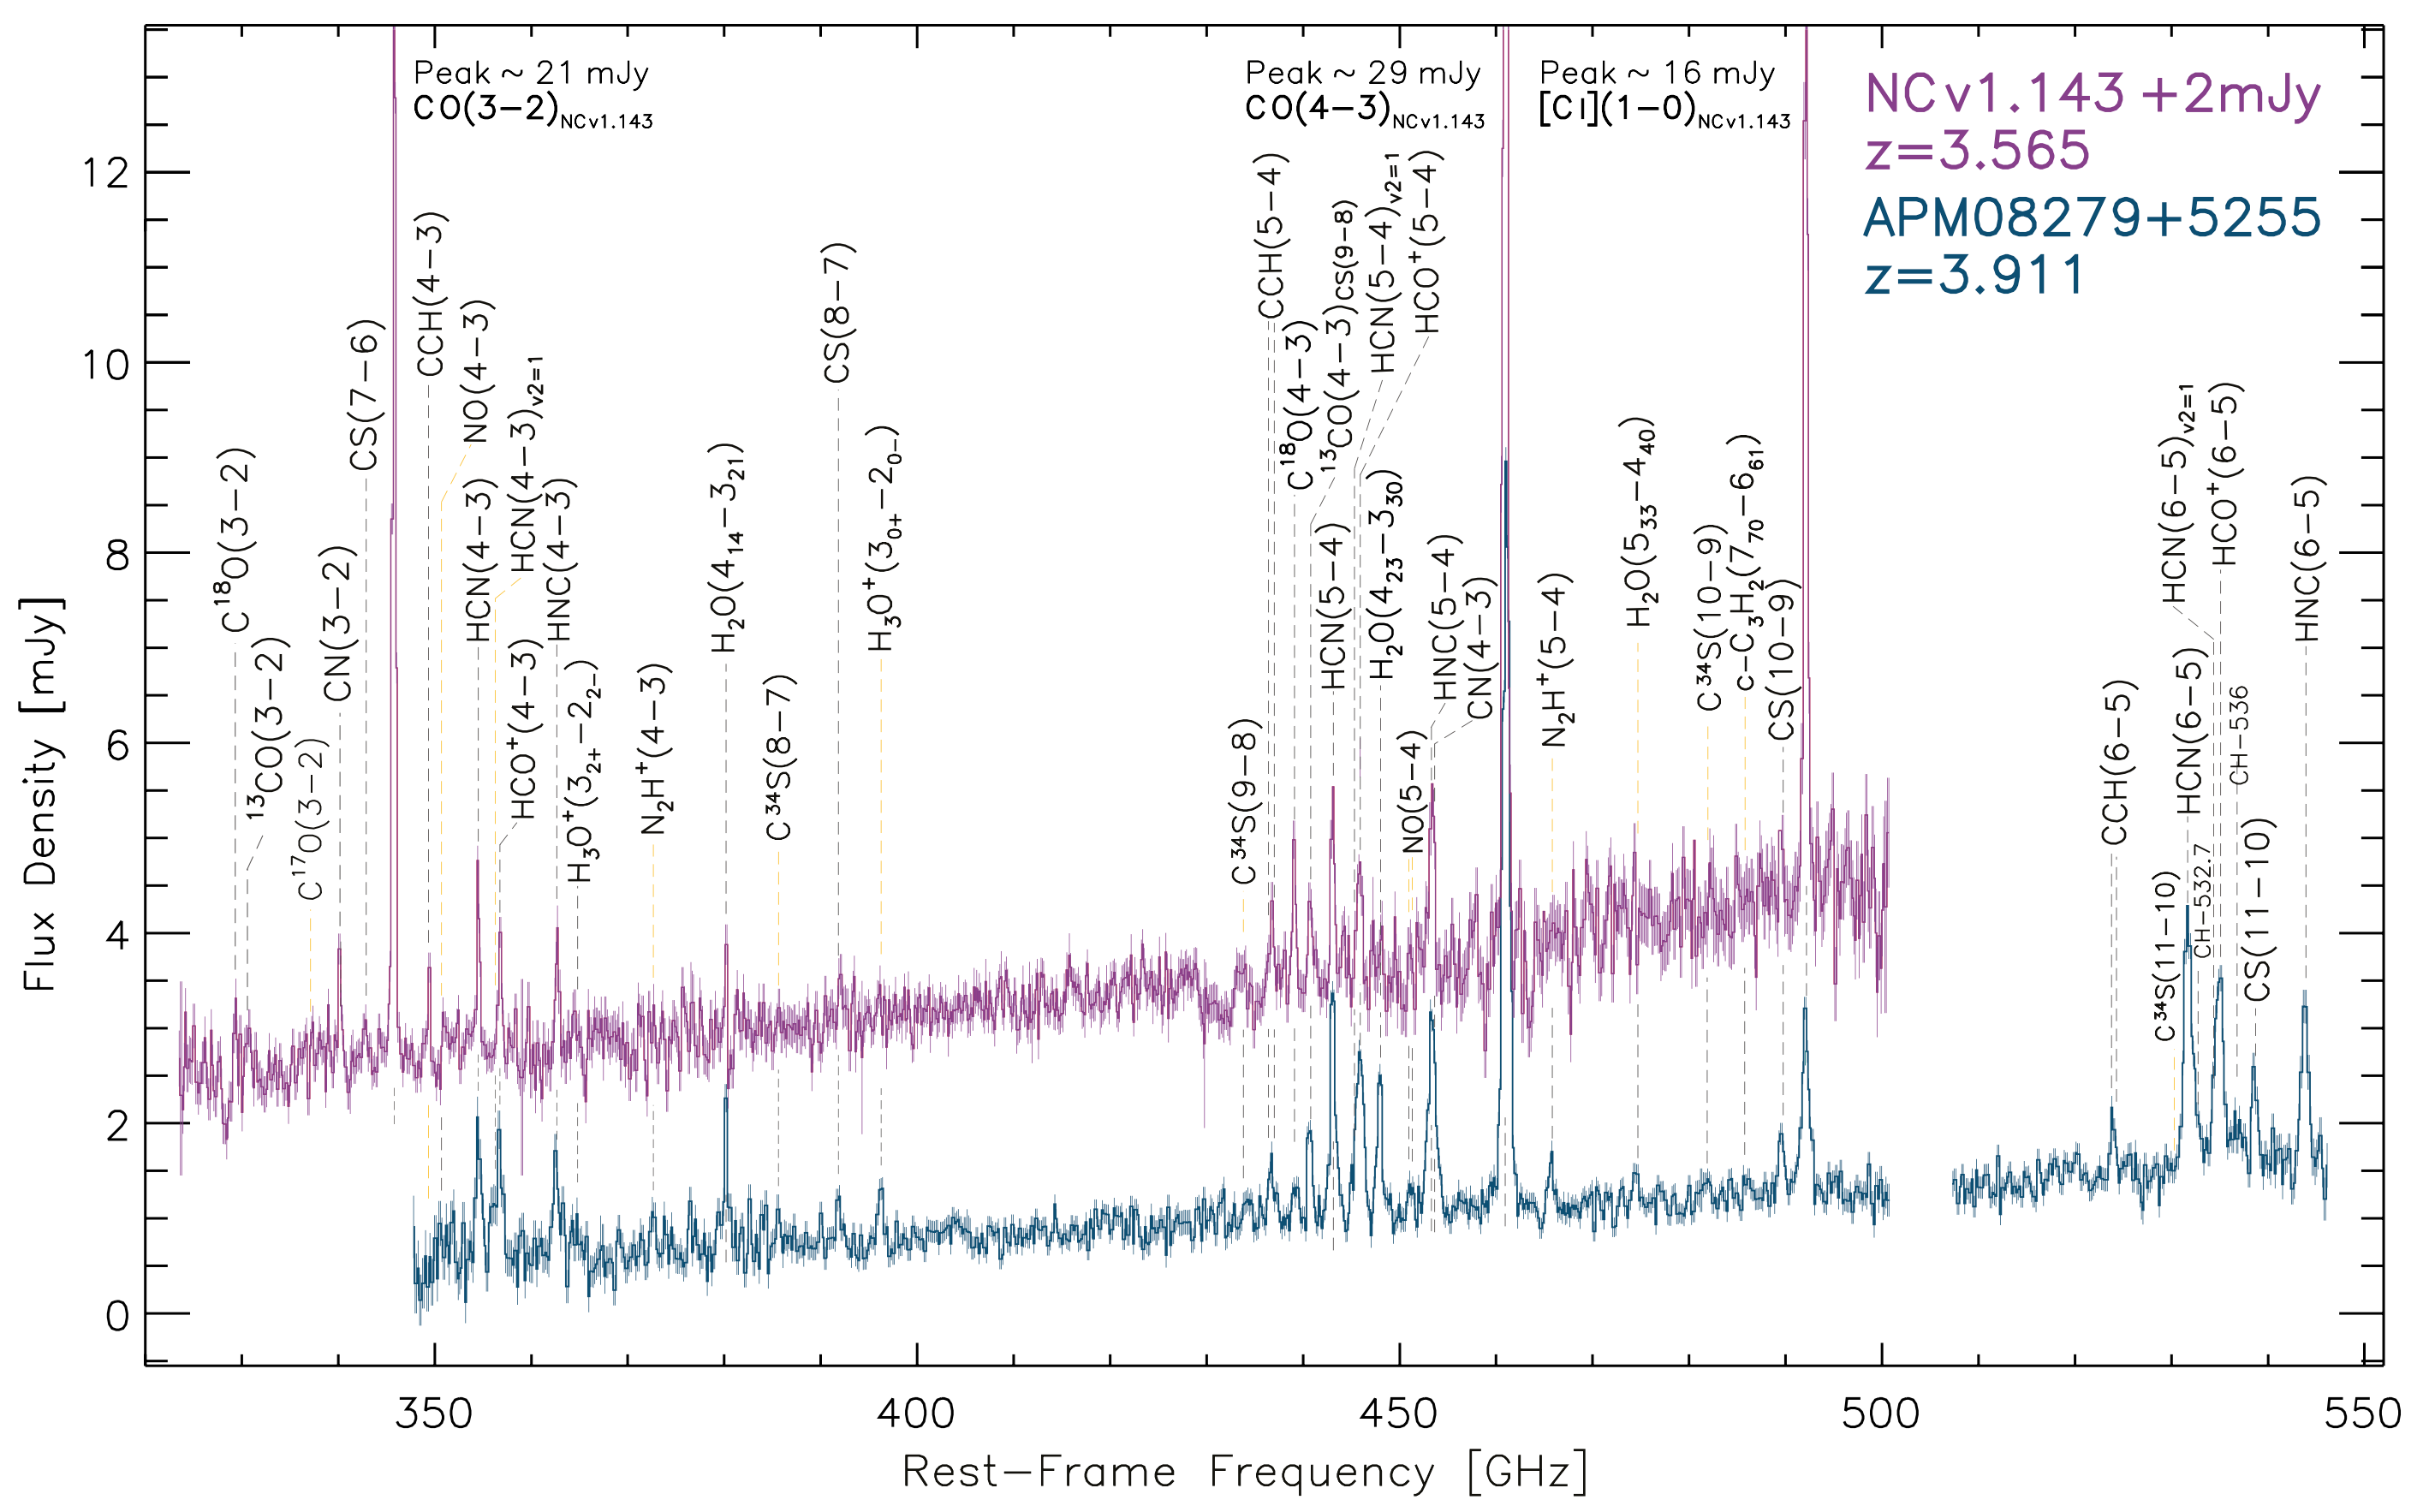 Peak ~ 21 mJy
CO(3−2)NCv1.143
Peak ~ 29 mJy
CO(4−3)NCv1.143
Peak ~ 16 mJy
[CI](1−0)NCv1.143
NCv1.143 +2mJy
z=3.565
APM08279+5255
z=3.911
C¹⁸O(3−2)
¹³CO(3−2)
C¹⁷O(3−2)
CN(3−2)
CS(7−6)
CCH(4−3)
NO(4−3)
HCN(4−3)
HCN(4−3)v2=1
HCO⁺(4−3)
HNC(4−3)
H₃O⁺(3₂₊−2₂₋)
N₂H⁺(4−3)
H₂O(4₁₄−3₂₁)
C³⁴S(8−7)
CS(8−7)
H₃O⁺(3₀₊−2₀₋)
C³⁴S(9−8)
CCH(5−4)
C¹⁸O(4−3)
¹³CO(4−3)CS(9−8)
HCN(5−4)
HCN(5−4)v2=1
HCO⁺(5−4)
H₂O(4₂₃−3₃₀)
NO(5−4)
HNC(5−4)
CN(4−3)
N₂H⁺(5−4)
H₂O(5₃₃−4₄₀)
C³⁴S(10−9)
c−C₃H₂(7₇₀−6₆₁)
CS(10−9)
CCH(6−5)
C³⁴S(11−10)
HCN(6−5)
CH−532.7
HCN(6−5)v2=1
HCO⁺(6−5)
CH−536
CS(11−10)
HNC(6−5)
Flux Density [mJy]
12
10
8
6
4
2
0
350
400
450
500
550
Rest−Frame Frequency [GHz]